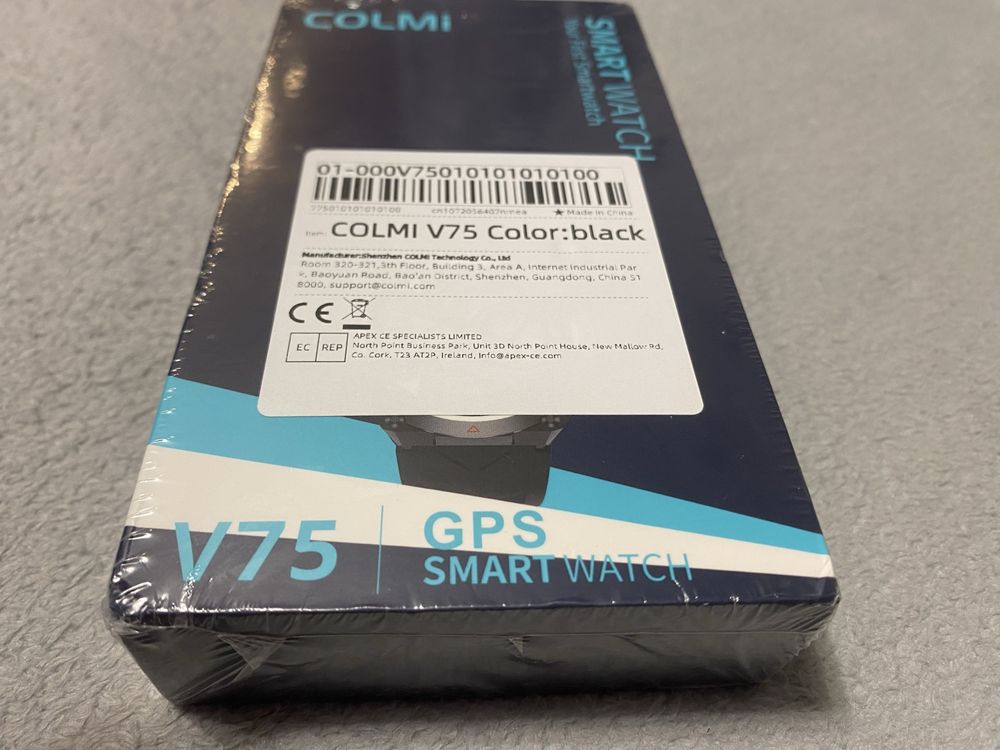 COLMi
SMART WATCH
Your First Smartwatch
01-000V75010101010100
775010101010100 cn1072056407nmea ★ Made in China
Item: COLMI V75 Color:black
Manufacturer:Shenzhen COLMI Technology Co., Ltd
Room 320-321,3th Floor, Building 3, Area A, Internet Industrial Par
k, Baoyuan Road, Bao'an District, Shenzhen, Guangdong, China 51
8000, support@colmi.com
CE
EC REP
APEX CE SPECIALISTS LIMITED
North Point Business Park, Unit 3D North Point House, New Mallow Rd,
Co. Cork, T23 AT2P, Ireland, Info@apex-ce.com
V75
GPS
SMART WATCH